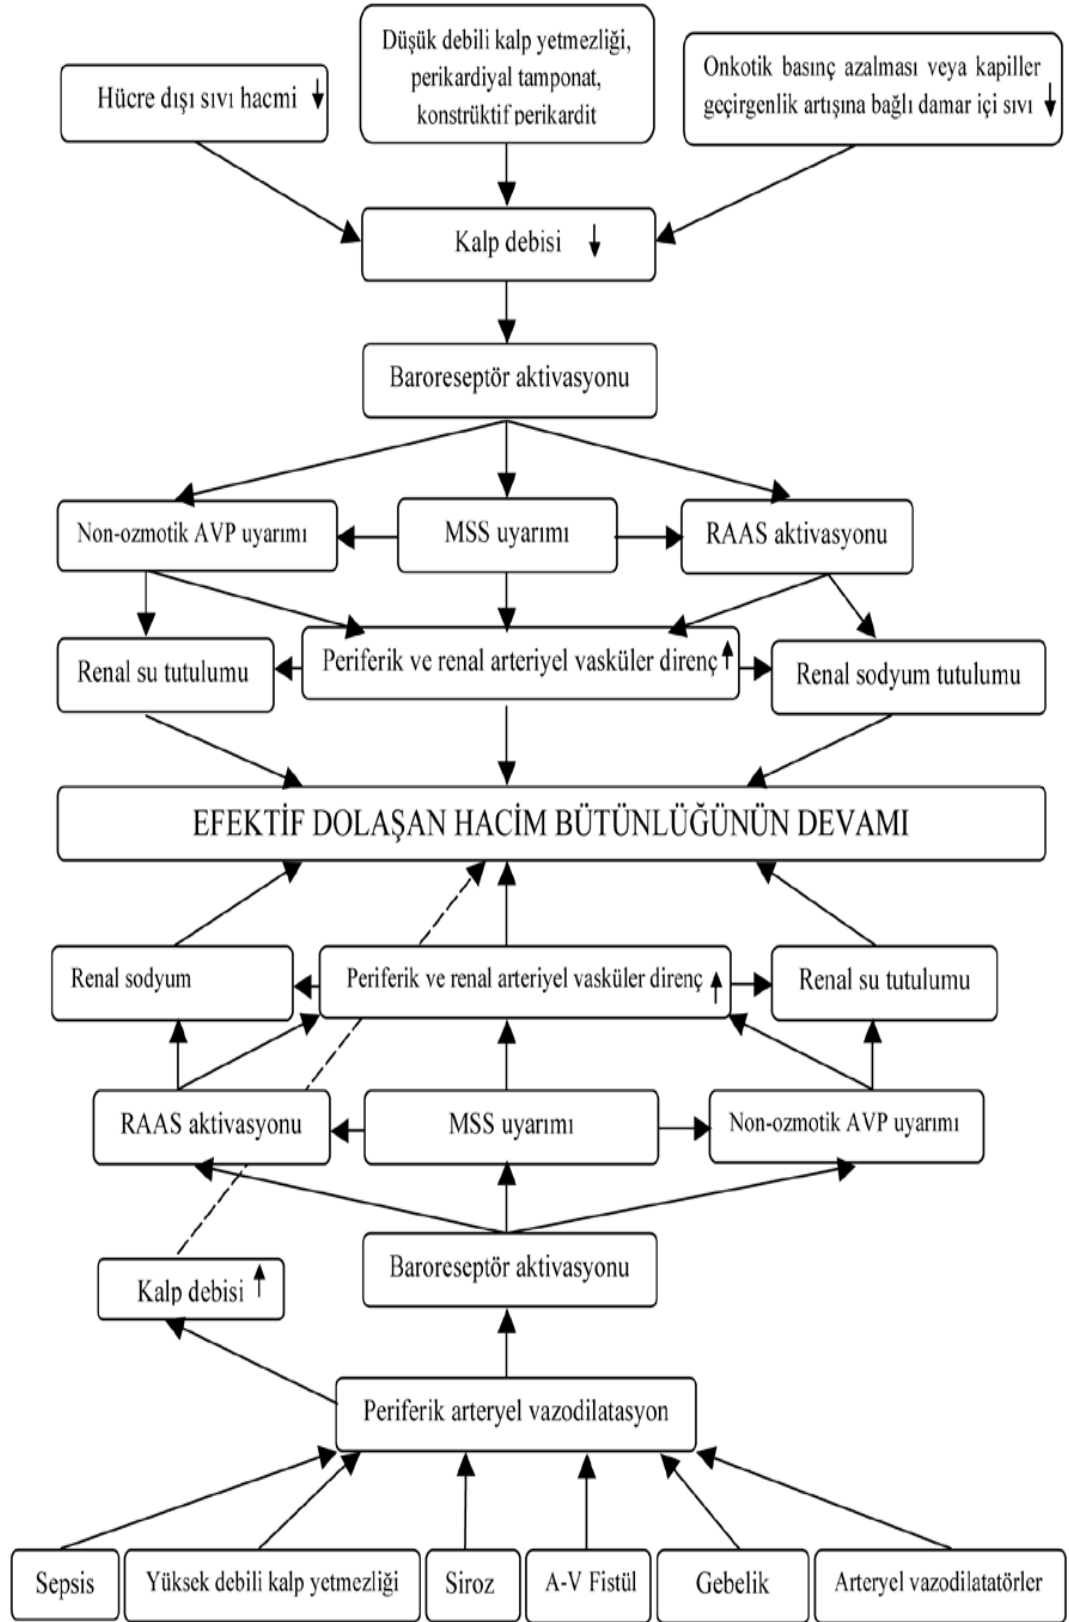 Hücre dışı sıvı hacmi ↓
Düşük debili kalp yetmezliği,
perikardiyal tamponat,
konstrüktif perikardit
Onkotik basınç azalması veya kapiller
geçirgenlik artışına bağlı damar içi sıvı ↓
Kalp debisi ↓
Baroreseptör aktivasyonu
Non-ozmotik AVP uyarımı
MSS uyarımı
RAAS aktivasyonu
Renal su tutulumu
Periferik ve renal arteriyel vasküler direnç ↑
Renal sodyum tutulumu
EFEKTİF DOLAŞAN HACİM BÜTÜNLÜĞÜNÜN DEVAMI
Renal sodyum
Periferik ve renal arteriyel vasküler direnç ↑
Renal su tutulumu
RAAS aktivasyonu
MSS uyarımı
Non-ozmotik AVP uyarımı
Kalp debisi ↑
Baroreseptör aktivasyonu
Periferik arteryel vazodilatasyon
Sepsis
Yüksek debili kalp yetmezliği
Siroz
A-V Fistül
Gebelik
Arteryel vazodilatatörler